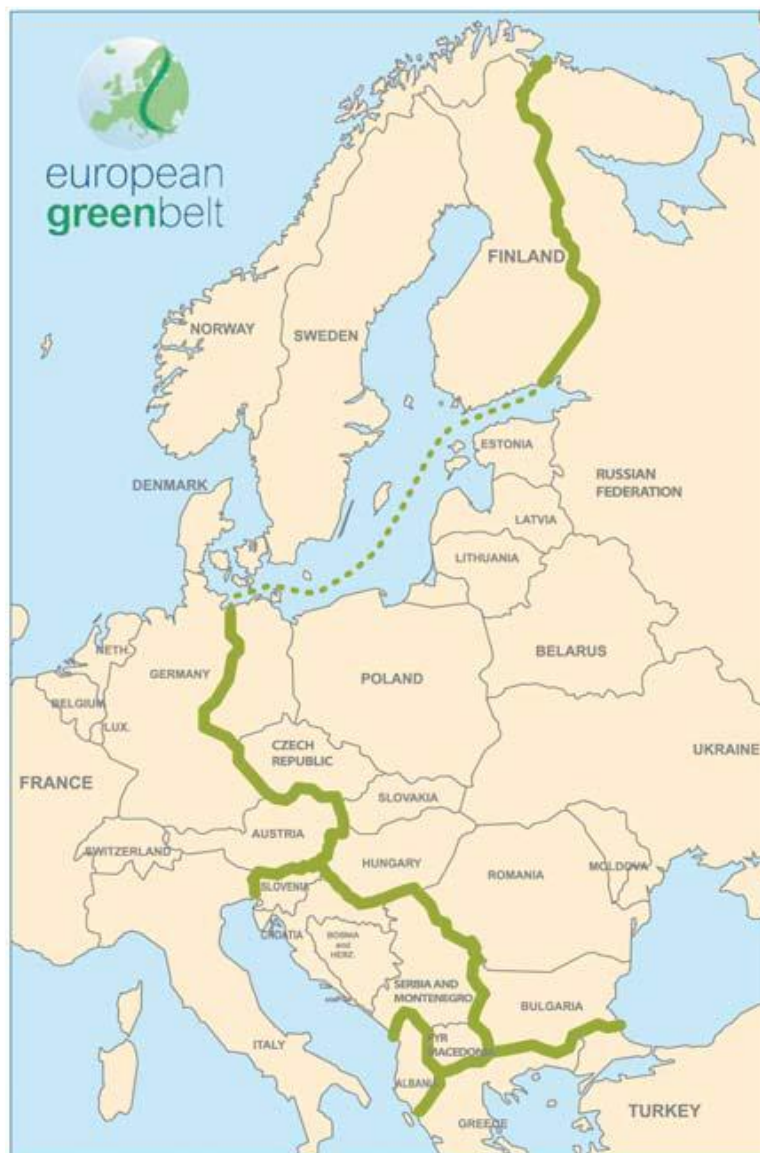 european
greenbelt
FINLAND
NORWAY
SWEDEN
ESTONIA
RUSSIAN
FEDERATION
DENMARK
LATVIA
LITHUANIA
NETH.
BELARUS
GERMANY
POLAND
BELGIUM
LUX.
CZECH
REPUBLIC
UKRAINE
FRANCE
SLOVAKIA
AUSTRIA
SWITZERLAND
HUNGARY
MOLDOVA
ROMANIA
SLOVENIA
CROATIA
BOSNIA
and
HERZ.
SERBIA AND
MONTENEGRO
BULGARIA
ITALY
FYR
MACEDONIA
ALBANIA
TURKEY
GREECE